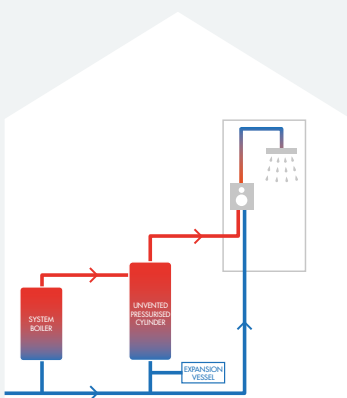 SYSTEM
BOILER
UNVENTED
PRESSURISED
CYLINDER
EXPANSION
VESSEL